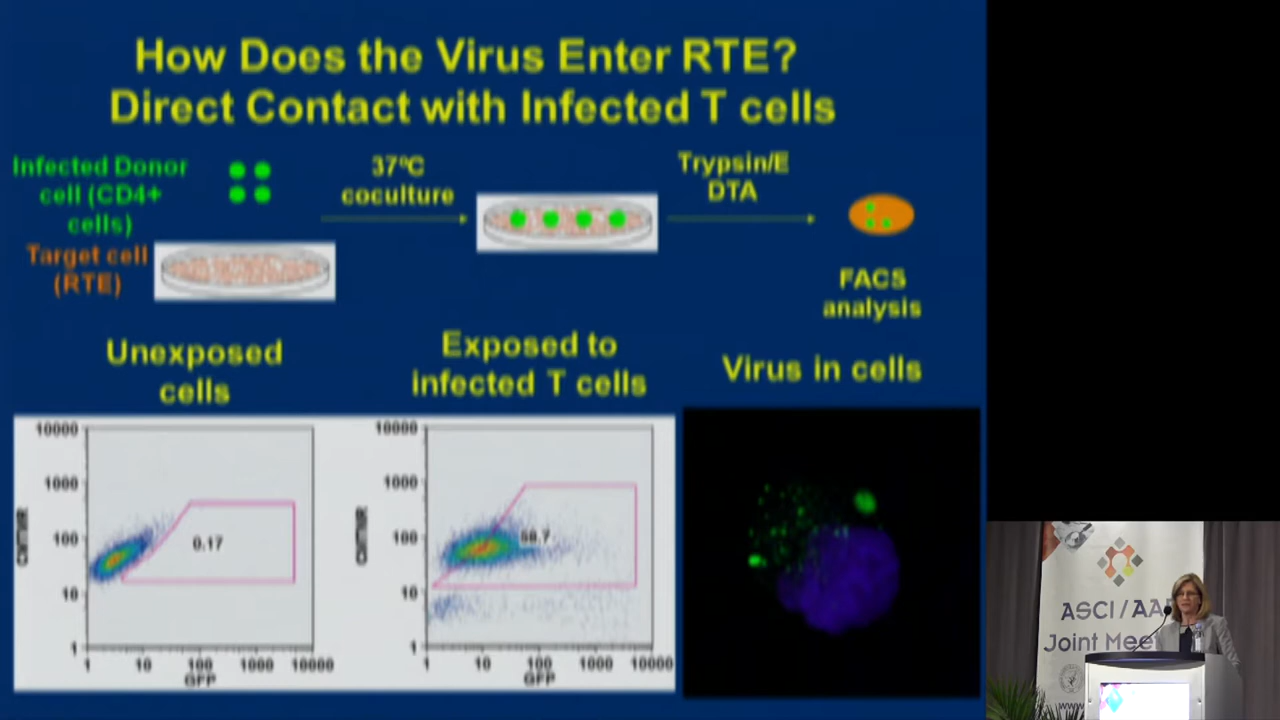 How Does the Virus Enter RTE?
Direct Contact with Infected T cells
Infected Donor
cell (CD4+
cells)
37ºC
coculture
Trypsin/E
DTA
Target cell
(RTE)
FACS
analysis
Unexposed
cells
Exposed to
infected T cells
Virus in cells
10000
1000
100
10
1
0.17
1
10
100
1000
10000
GFP
10000
1000
100
10
1
58.7
1
10
100
1000
10000
GFP
ASCI / AA
Joint Mee